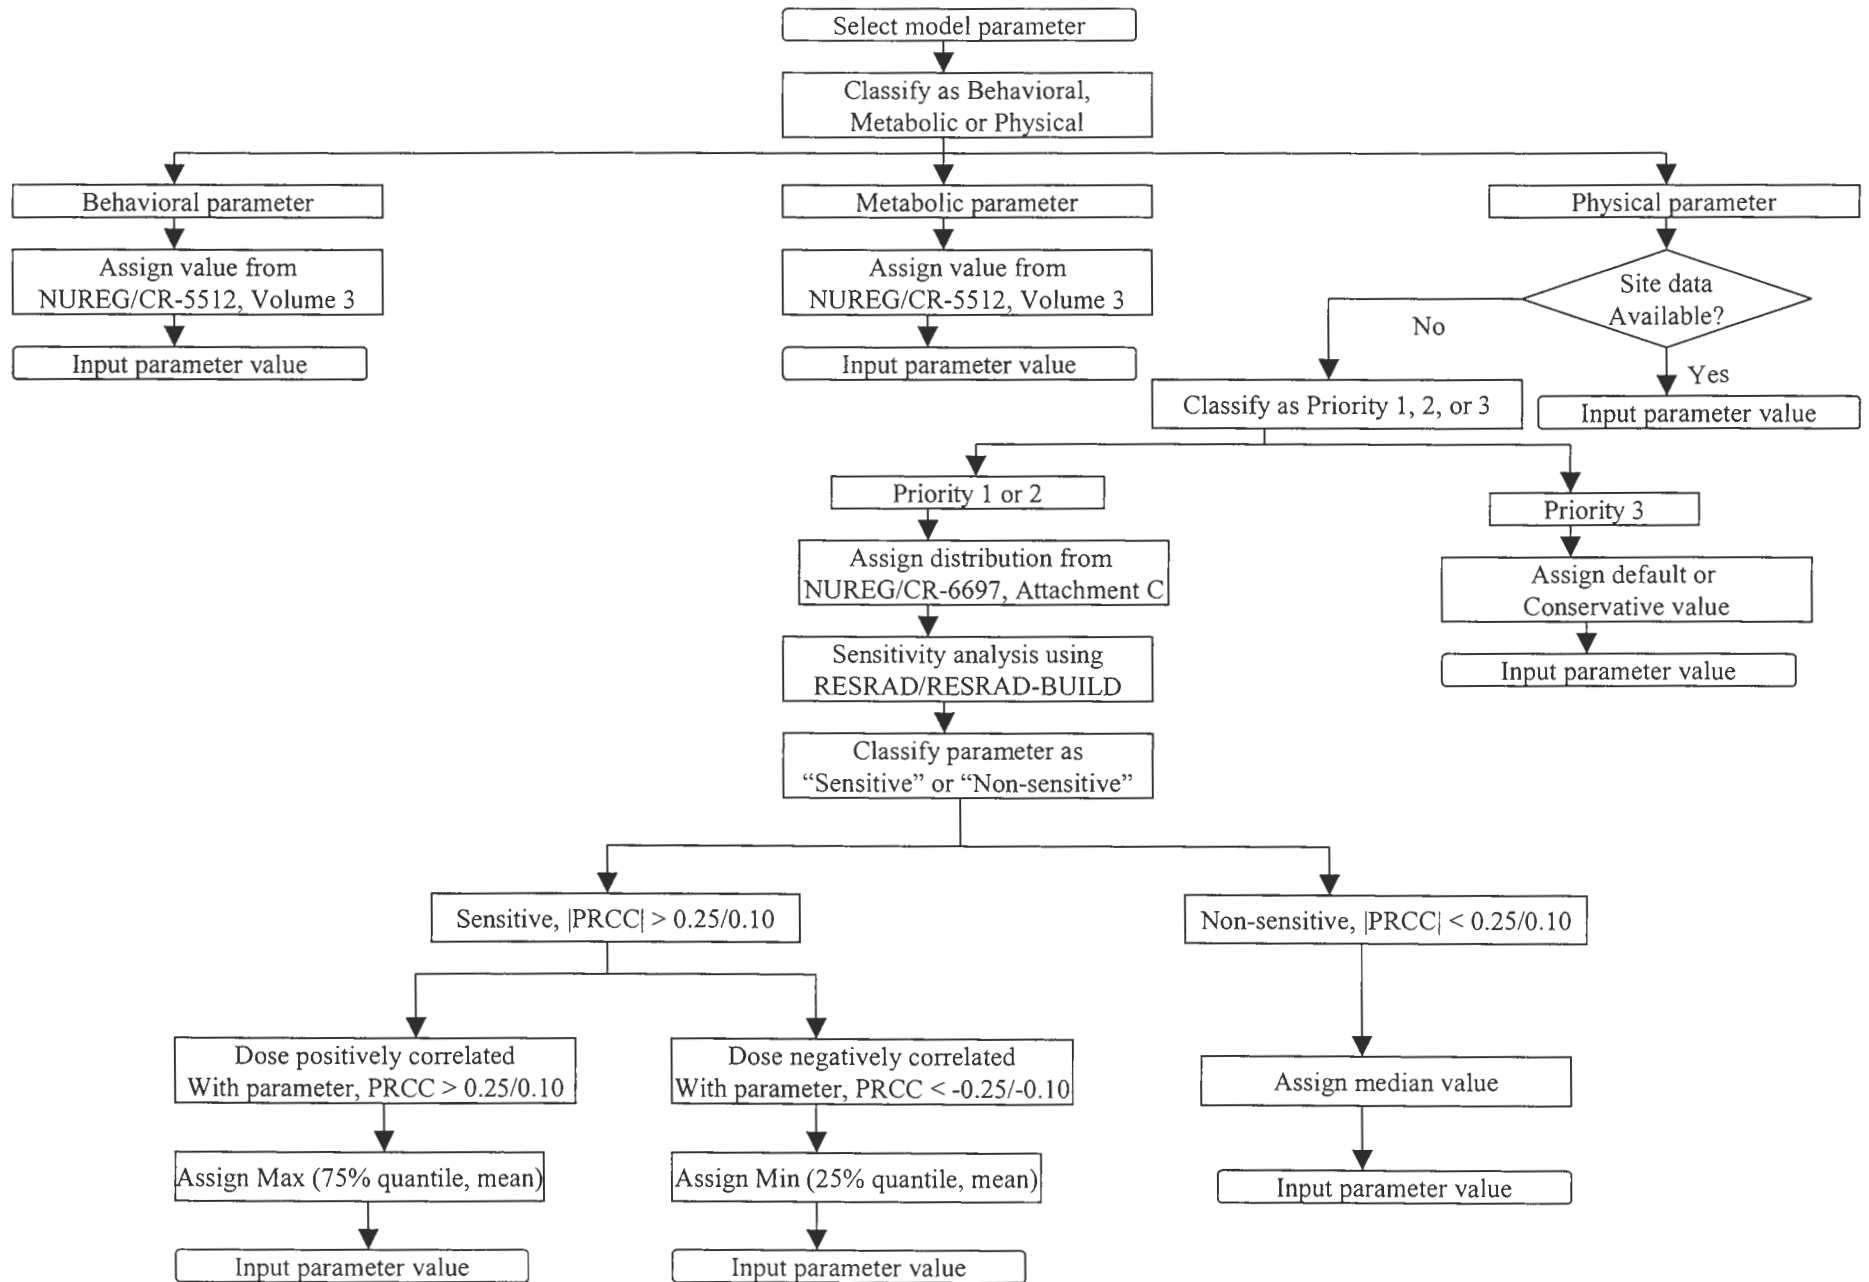 Select model parameter
Classify as Behavioral,
Metabolic or Physical
Behavioral parameter
Metabolic parameter
Physical parameter
Assign value from
NUREG/CR-5512, Volume 3
Assign value from
NUREG/CR-5512, Volume 3
Site data
Available?
No
Yes
Input parameter value
Input parameter value
Classify as Priority 1, 2, or 3
Input parameter value
Priority 1 or 2
Priority 3
Assign distribution from
NUREG/CR-6697, Attachment C
Assign default or
Conservative value
Sensitivity analysis using
RESRAD/RESRAD-BUILD
Input parameter value
Classify parameter as
“Sensitive” or “Non-sensitive”
Sensitive, |PRCC| > 0.25/0.10
Non-sensitive, |PRCC| < 0.25/0.10
Dose positively correlated
With parameter, PRCC > 0.25/0.10
Dose negatively correlated
With parameter, PRCC < -0.25/-0.10
Assign median value
Assign Max (75% quantile, mean)
Assign Min (25% quantile, mean)
Input parameter value
Input parameter value
Input parameter value